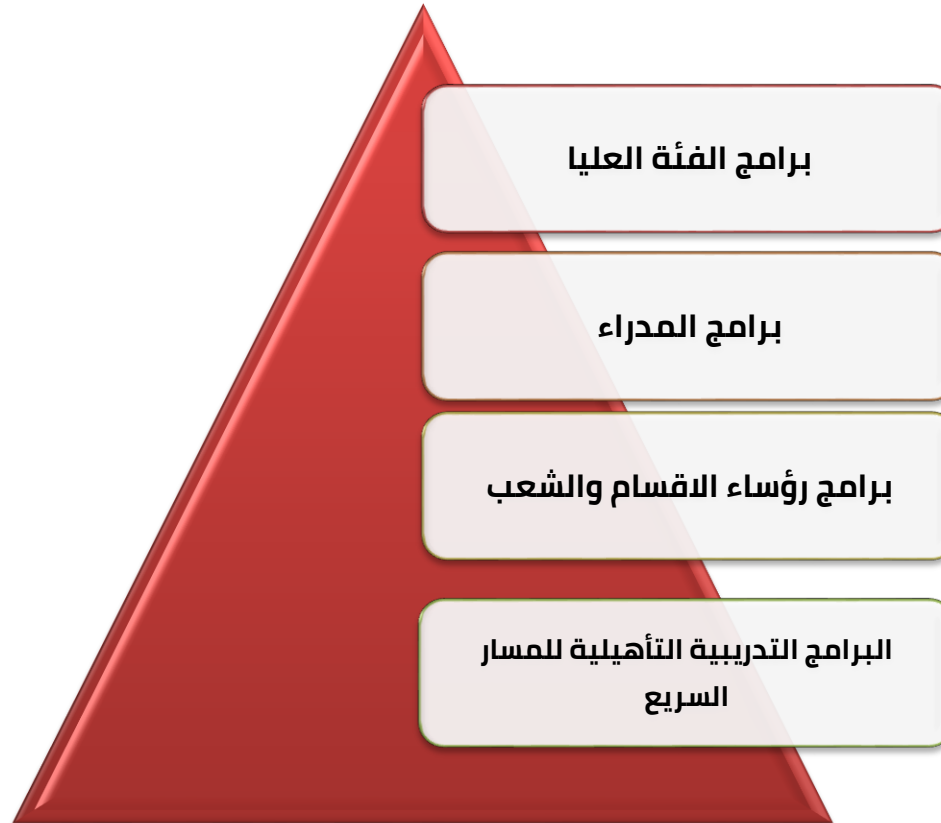 برامج الفئة العليا
برامج المدراء
برامج رؤساء الاقسام والشعب
البرامج التدريبية التأهيلية للمسار
السريع